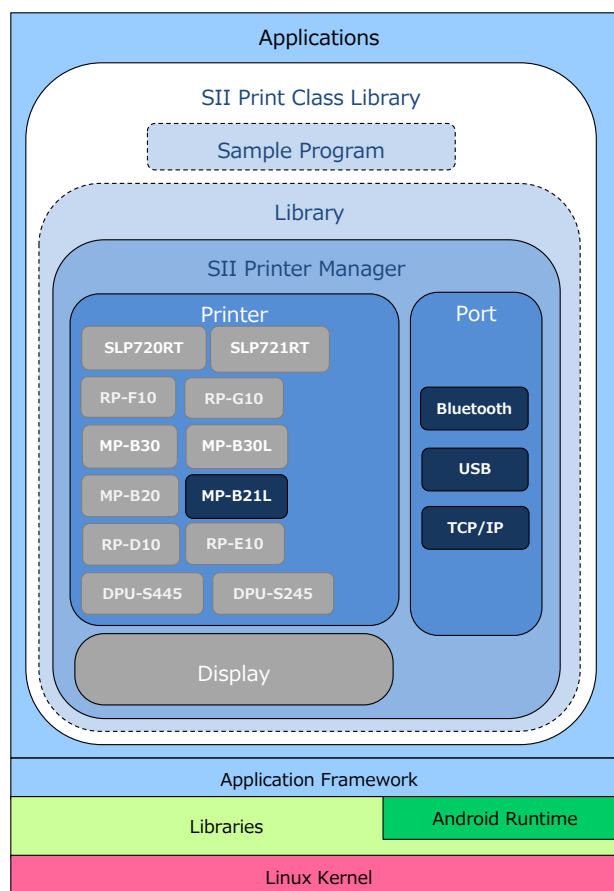 Applications
SII Print Class Library
Sample Program
Library
SII Printer Manager
Printer
Port
SLP720RT
SLP721RT
RP-F10
RP-G10
Bluetooth
MP-B30
MP-B30L
USB
MP-B20
MP-B21L
TCP/IP
RP-D10
RP-E10
DPU-S445
DPU-S245
Display
Application Framework
Libraries
Android Runtime
Linux Kernel